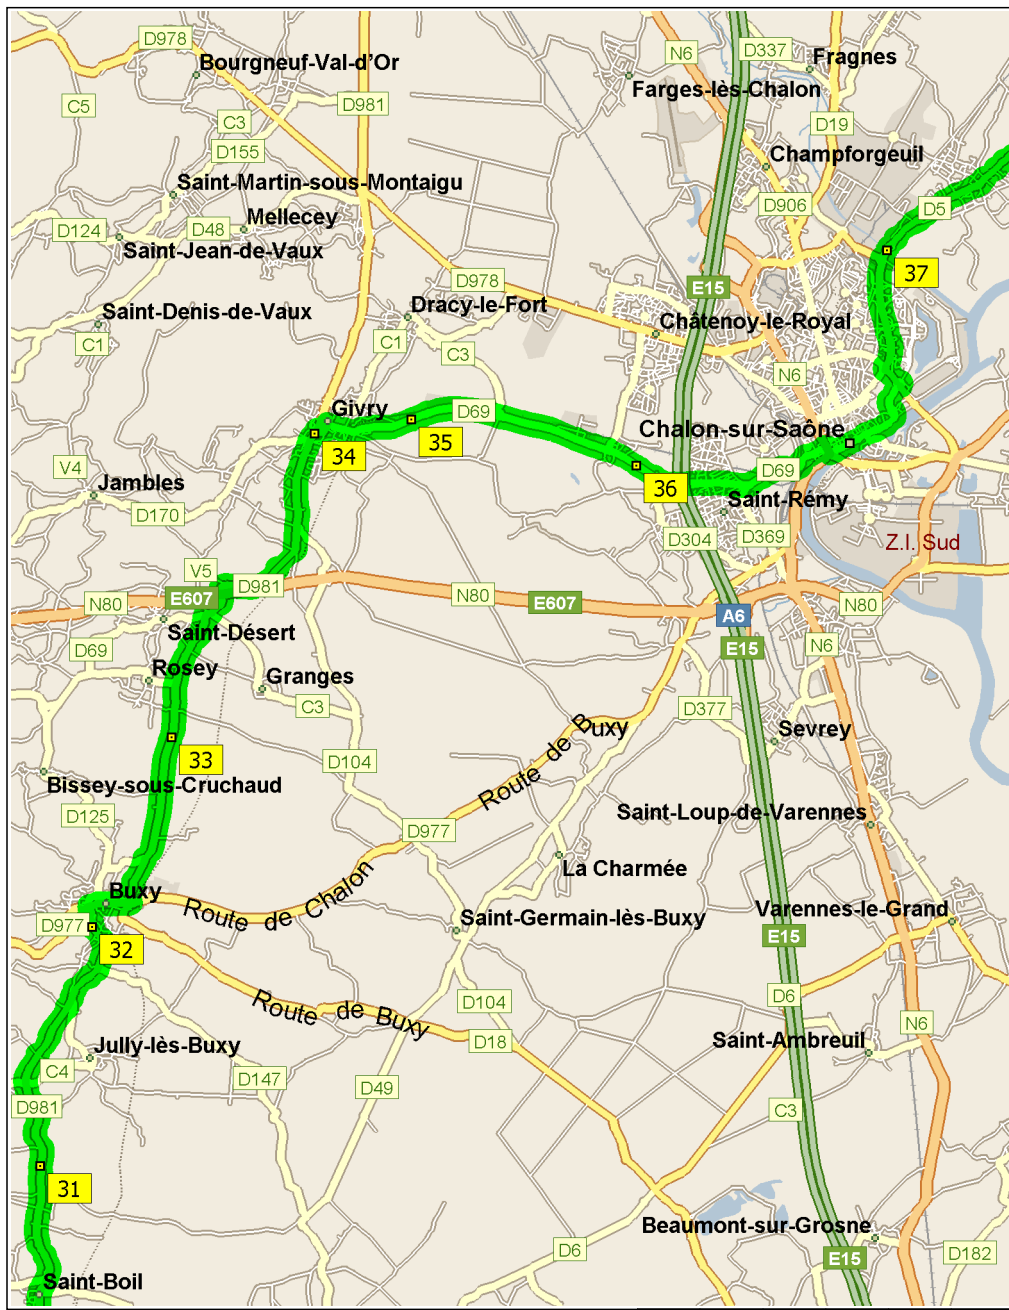 D978
Bourgneuf-Val-d'Or
N6
D337
Fragnes
C5
D981
Farges-lès-Chalon
C3
D19
D155
Champforgeuil
Saint-Martin-sous-Montaigu
D906
D5
Mellecey
D124
D48
Saint-Jean-de-Vaux
37
D978
E15
Saint-Denis-de-Vaux
Dracy-le-Fort
Châtenoy-le-Royal
C1
C1
C3
N6
Givry
D69
Chalon-sur-Saône
35
34
V4
D69
Jambles
36
Saint-Rémy
D170
D304
D369
Z.I. Sud
V5
D981
E607
N80
N80
E607
A6
N80
Saint-Désert
D69
E15
N6
Rosey
Granges
C3
D377
Route de Buxy
Sevrey
33
D104
Bissey-sous-Cruchaud
D125
D977
Saint-Loup-de-Varennes
La Charmée
Buxy
Route de Chalon
D977
Saint-Germain-lès-Buxy
Varennes-le-Grand
32
E15
D6
Route de Buxy
D104
N6
Jully-lès-Buxy
D18
Saint-Ambreuil
C4
D147
D49
D981
C3
31
Beaumont-sur-Grosne
D6
E15
D182
Saint-Boil